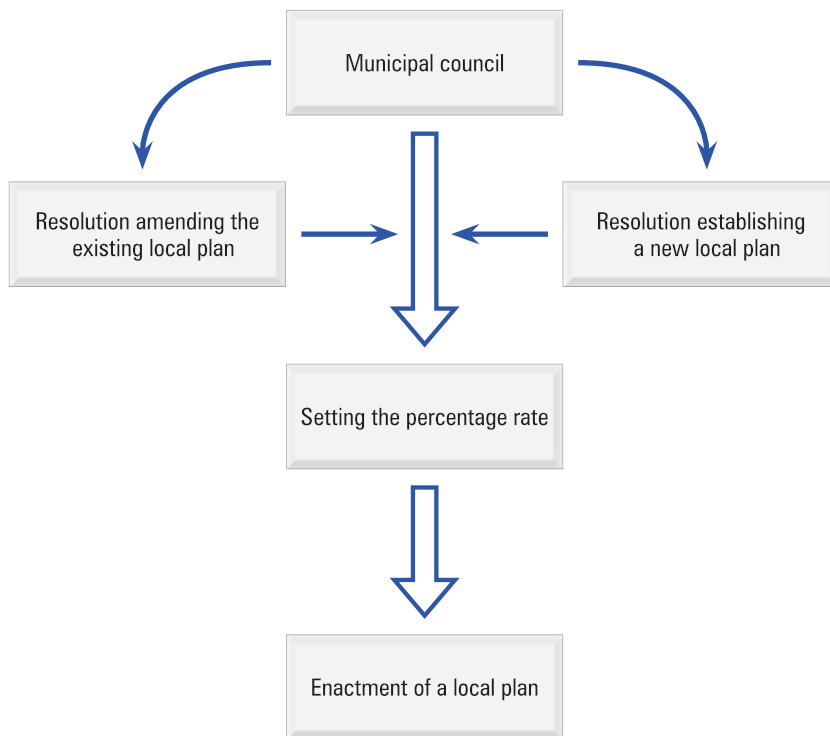 Municipal council
Resolution amending the
existing local plan
Resolution establishing
a new local plan
Setting the percentage rate
Enactment of a local plan